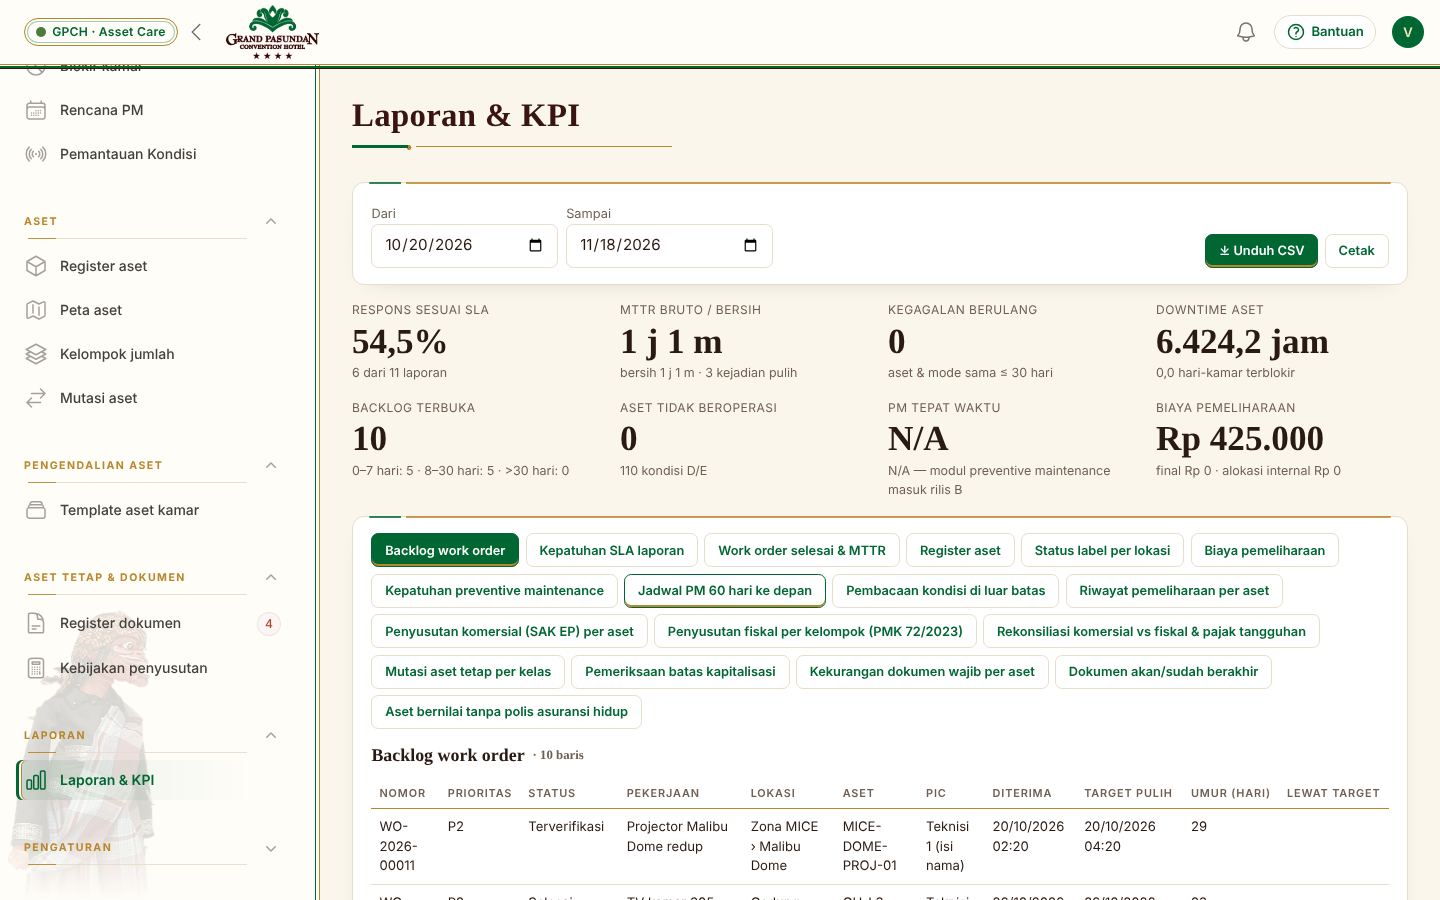 GPCH · Asset Care
GRAND PASUNDAN
CONVENTION HOTEL
Bantuan
V
Blokir kamar
Rencana PM
Pemantauan Kondisi
ASET
Register aset
Peta aset
Kelompok jumlah
Mutasi aset
PENGENDALIAN ASET
Template aset kamar
ASET TETAP & DOKUMEN
Register dokumen
4
Kebijakan penyusutan
LAPORAN
Laporan & KPI
PENGATURAN
Laporan & KPI
Dari
Sampai
10/20/2026
11/18/2026
Unduh CSV
Cetak
RESPONS SESUAI SLA
54,5%
6 dari 11 laporan
MTTR BRUTO / BERSIH
1 j 1 m
bersih 1 j 1 m · 3 kejadian pulih
KEGAGALAN BERULANG
0
aset & mode sama ≤ 30 hari
DOWNTIME ASET
6.424,2 jam
0,0 hari-kamar terblokir
BACKLOG TERBUKA
10
0–7 hari: 5 · 8–30 hari: 5 · >30 hari: 0
ASET TIDAK BEROPERASI
0
110 kondisi D/E
PM TEPAT WAKTU
N/A
N/A — modul preventive maintenance
masuk rilis B
BIAYA PEMELIHARAAN
Rp 425.000
final Rp 0 · alokasi internal Rp 0
Backlog work order
Kepatuhan SLA laporan
Work order selesai & MTTR
Register aset
Status label per lokasi
Biaya pemeliharaan
Kepatuhan preventive maintenance
Jadwal PM 60 hari ke depan
Pembacaan kondisi di luar batas
Riwayat pemeliharaan per aset
Penyusutan komersial (SAK EP) per aset
Penyusutan fiskal per kelompok (PMK 72/2023)
Rekonsiliasi komersial vs fiskal & pajak tangguhan
Mutasi aset tetap per kelas
Pemeriksaan batas kapitalisasi
Kekurangan dokumen wajib per aset
Dokumen akan/sudah berakhir
Aset bernilai tanpa polis asuransi hidup
Backlog work order · 10 baris
NOMOR PRIORITAS STATUS PEKERJAAN LOKASI ASET PIC DITERIMA TARGET PULIH UMUR (HARI) LEWAT TARGET
WO- P2 Terverifikasi Projector Malibu Zona MICE MICE- Teknisi 20/10/2026 20/10/2026 29
2026- Dome redup › Malibu DOME- 1 (isi 02:20 04:20
00011 Dome PROJ-01 nama)